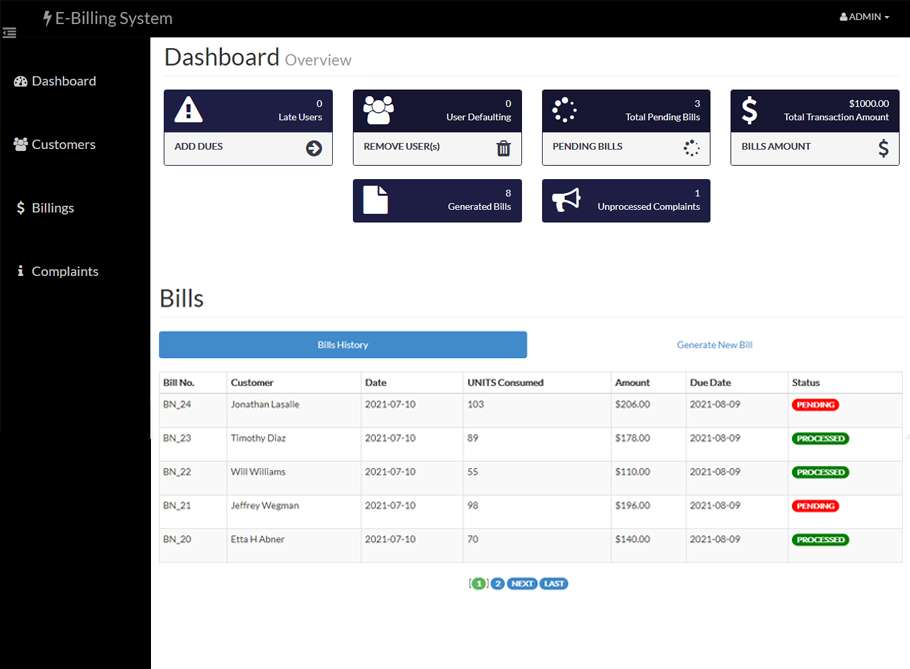 E-Billing System
ADMIN
Dashboard
Customers
Billings
Complaints
Dashboard Overview
0
Late Users
ADD DUES
0
User Defaulting
REMOVE USER(s)
3
Total Pending Bills
PENDING BILLS
$1000.00
Total Transaction Amount
BILLS AMOUNT
8
Generated Bills
1
Unprocessed Complaints
Bills
Bills History Generate New Bill
Bill No. Customer Date UNITS Consumed Amount Due Date Status
BN_24 Jonathan Lasalle 2021-07-10 103 $206.00 2021-08-09 PENDING
BN_23 Timothy Diaz 2021-07-10 89 $178.00 2021-08-09 PROCESSED
BN_22 Will Williams 2021-07-10 55 $110.00 2021-08-09 PROCESSED
BN_21 Jeffrey Wegman 2021-07-10 98 $196.00 2021-08-09 PENDING
BN_20 Etta H Abner 2021-07-10 70 $140.00 2021-08-09 PROCESSED
[1] 2 NEXT LAST